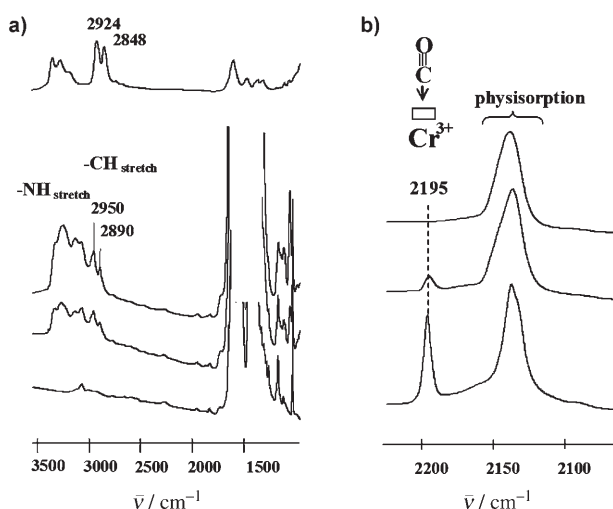 a)
2924
2848
-CH stretch
-NH stretch
2950
2890
3500 3000 2500 2000 1500
ν̄ / cm⁻¹
b)
O
C
Cr³⁺
physisorption
2195
2200 2150 2100
ν̄ / cm⁻¹